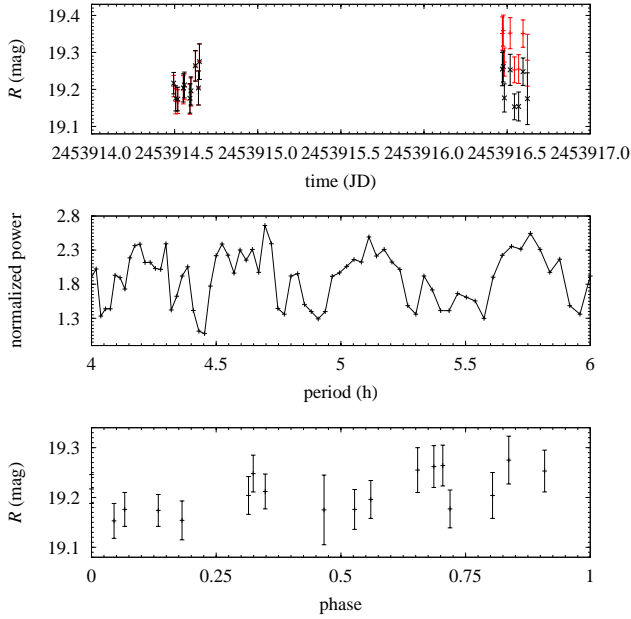 19.4
19.3
19.2
19.1
R (mag)
2453914.0 2453914.5 2453915.0 2453915.5 2453916.0 2453916.5 2453917.0
time (JD)
2.8
2.3
1.8
1.3
normalized power
4 4.5 5 5.5 6
period (h)
19.3
19.2
19.1
R (mag)
0 0.25 0.5 0.75 1
phase